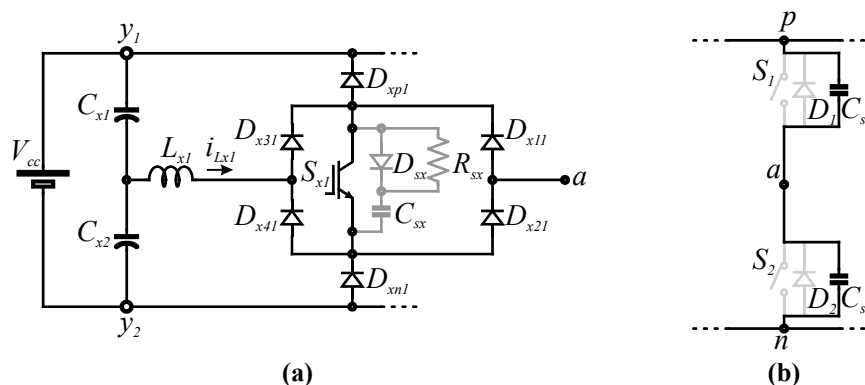 y1
p
Dxp1
S1
Cx1
D1
Cs
Dx31
Dx11
Lx1
iLx1
Vcc
Sx1
Dsx
Rsx
a
a
Cx2
Dx41
Csx
Dx21
S2
Dxn1
D2
Cs
y2
n
(a)
(b)